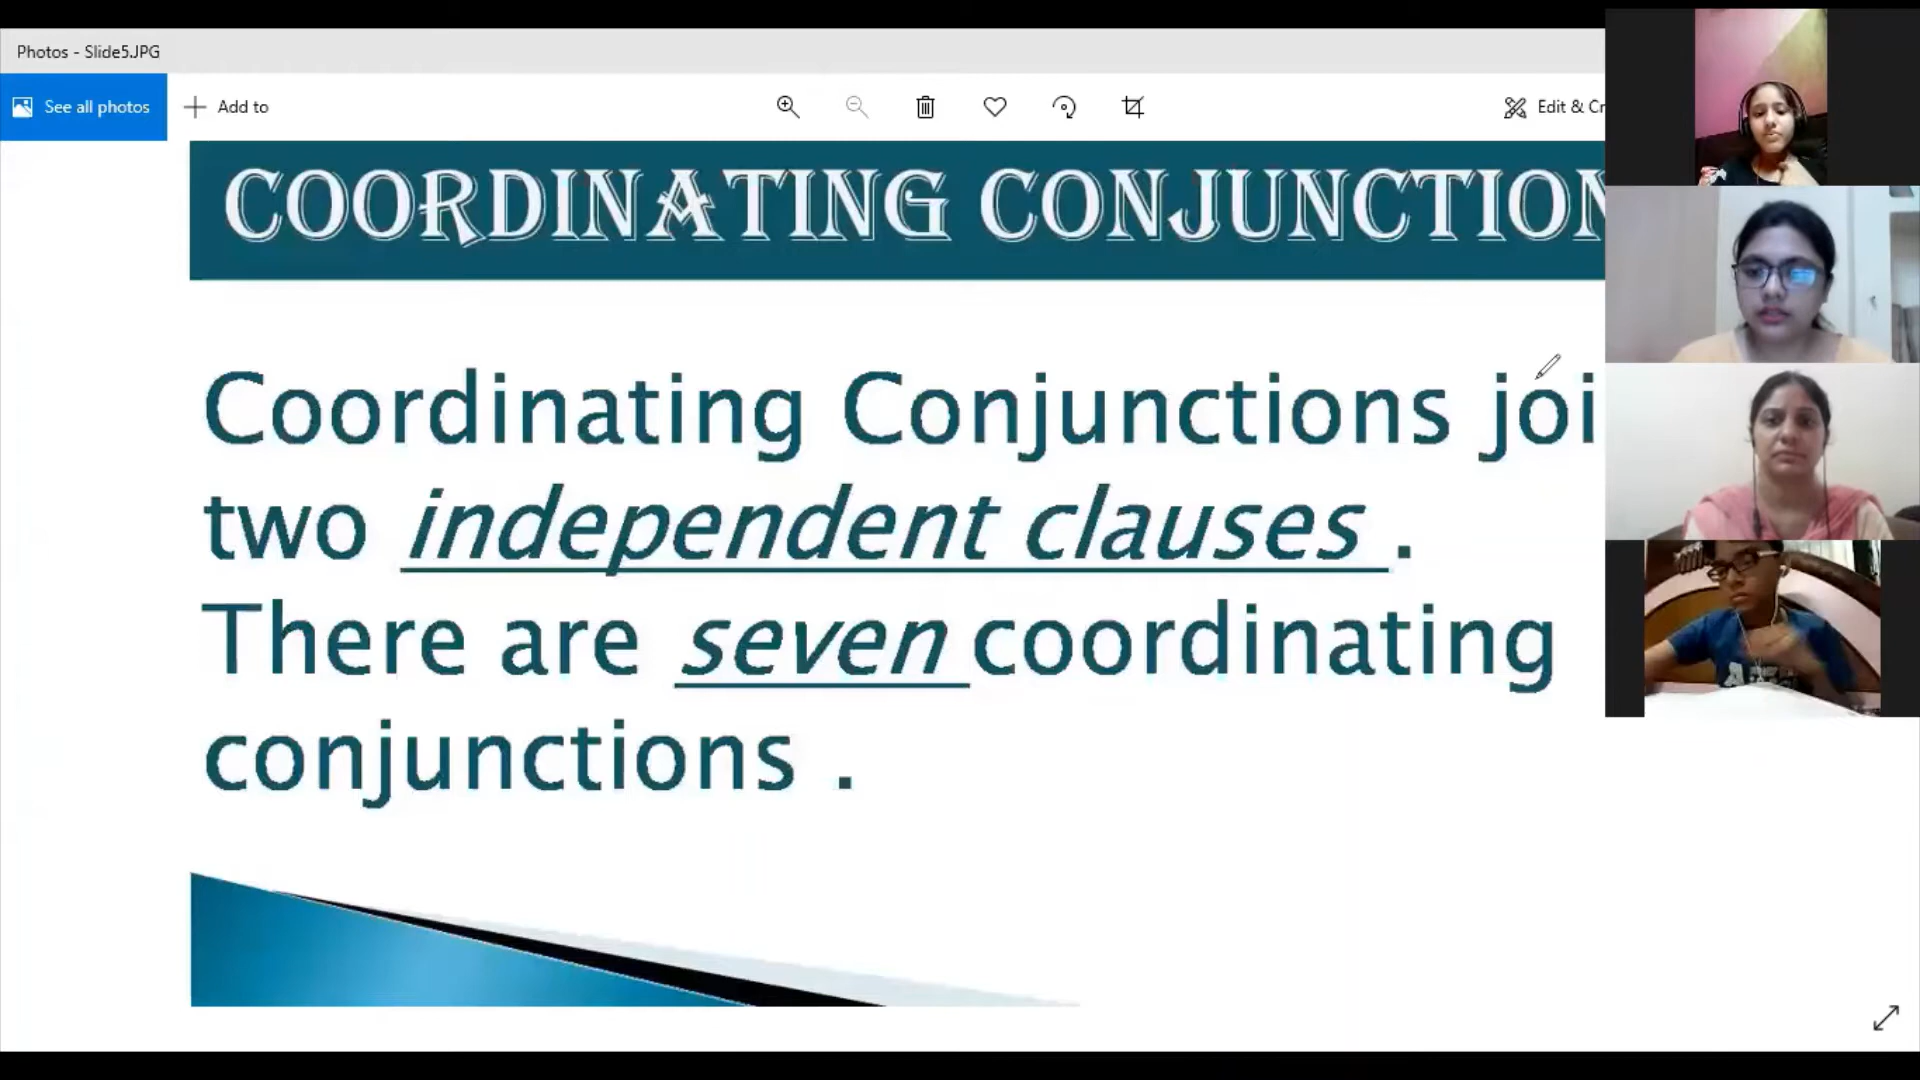 Photos - Slide5.JPG
See all photos
Add to
Edit & Cr
COORDINATING CONJUNCTION
Coordinating Conjunctions joi
two independent clauses .
There are seven coordinating
conjunctions .